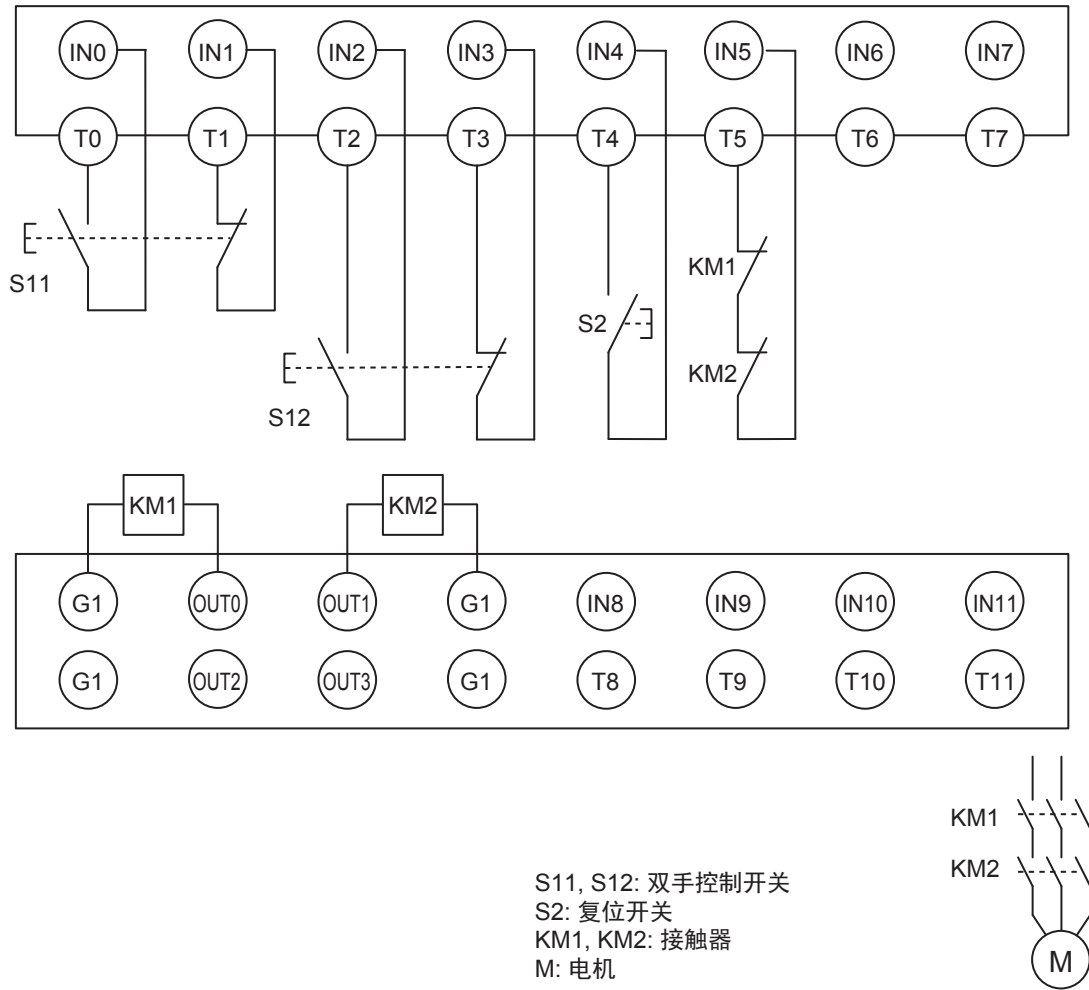 IN0 IN1 IN2 IN3 IN4 IN5 IN6 IN7
T0 T1 T2 T3 T4 T5 T6 T7
S11
KM1
S2
KM2
S12
KM1 KM2
G1 OUT0 OUT1 G1 IN8 IN9 IN10 IN11
G1 OUT2 OUT3 G1 T8 T9 T10 T11
KM1
KM2
S11, S12: 双手控制开关
S2: 复位开关
KM1, KM2: 接触器
M: 电机
M